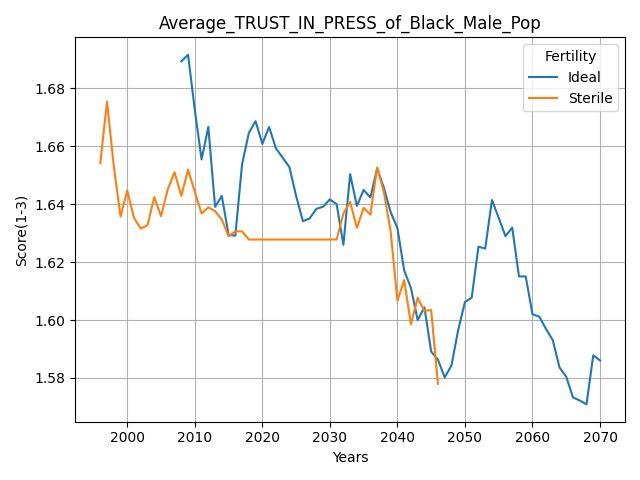 Average_TRUST_IN_PRESS_of_Black_Male_Pop
Fertility
Ideal
Sterile
Score(1-3)
1.68
1.66
1.64
1.62
1.60
1.58
2000 2010 2020 2030 2040 2050 2060 2070
Years